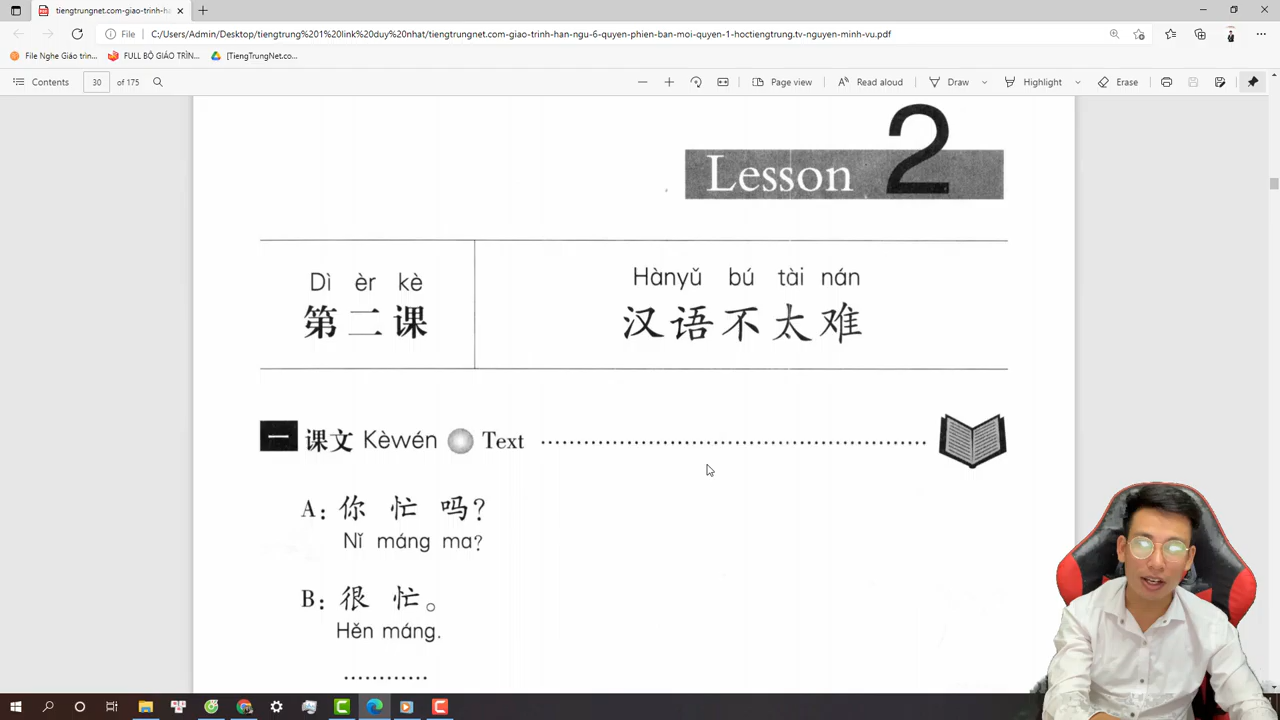 tiengtrungnet.com-giao-trinh-ha
File
C:/Users/Admin/Desktop/tiengtrung%201%20link%20duy%20nhat/tiengtrungnet.com-giao-trinh-han-ngu-6-quyen-phien-ban-moi-quyen-1-hoctiengtrung.tv-nguyen-minh-vu.pdf
File Nghe Giáo trin...
FULL BỘ GIÁO TRÌN...
[TiengTrungNet.co...
Contents
30
of 175
Page view
Read aloud
Draw
Highlight
Erase
Lesson 2
Dì èr kè
第二课
Hànyǔ bú tài nán
汉语不太难
一 课文 Kèwén Text
A: 你 忙 吗?
Nǐ máng ma?
B: 很 忙。
Hěn máng.
............